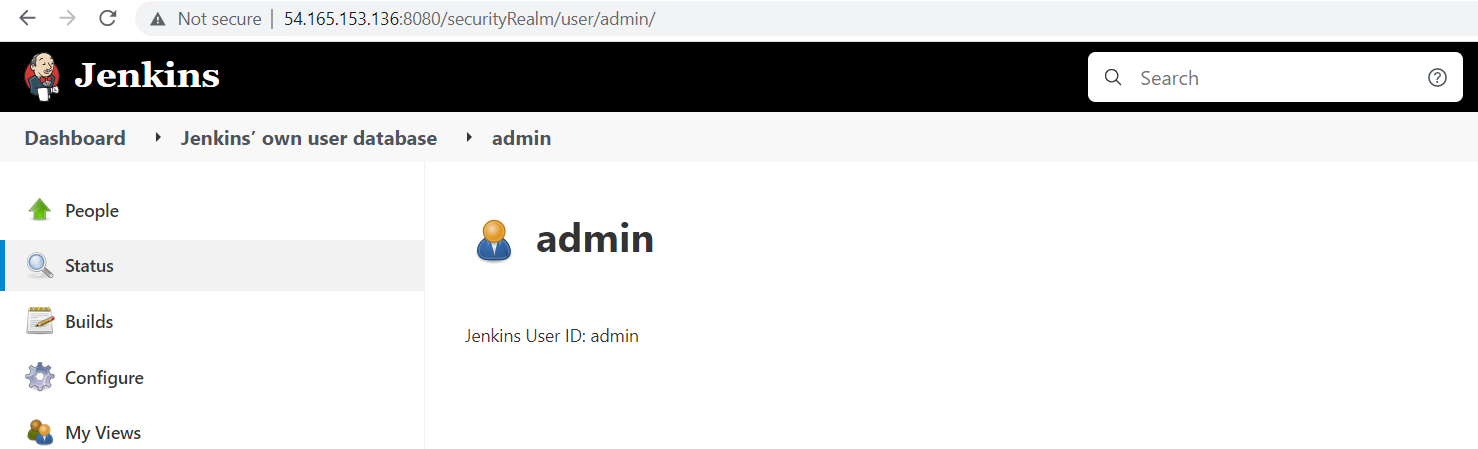 Not secure | 54.165.153.136:8080/securityRealm/user/admin/
Jenkins
Search
Dashboard Jenkins’ own user database admin
People
Status
Builds
Configure
My Views
admin
Jenkins User ID: admin